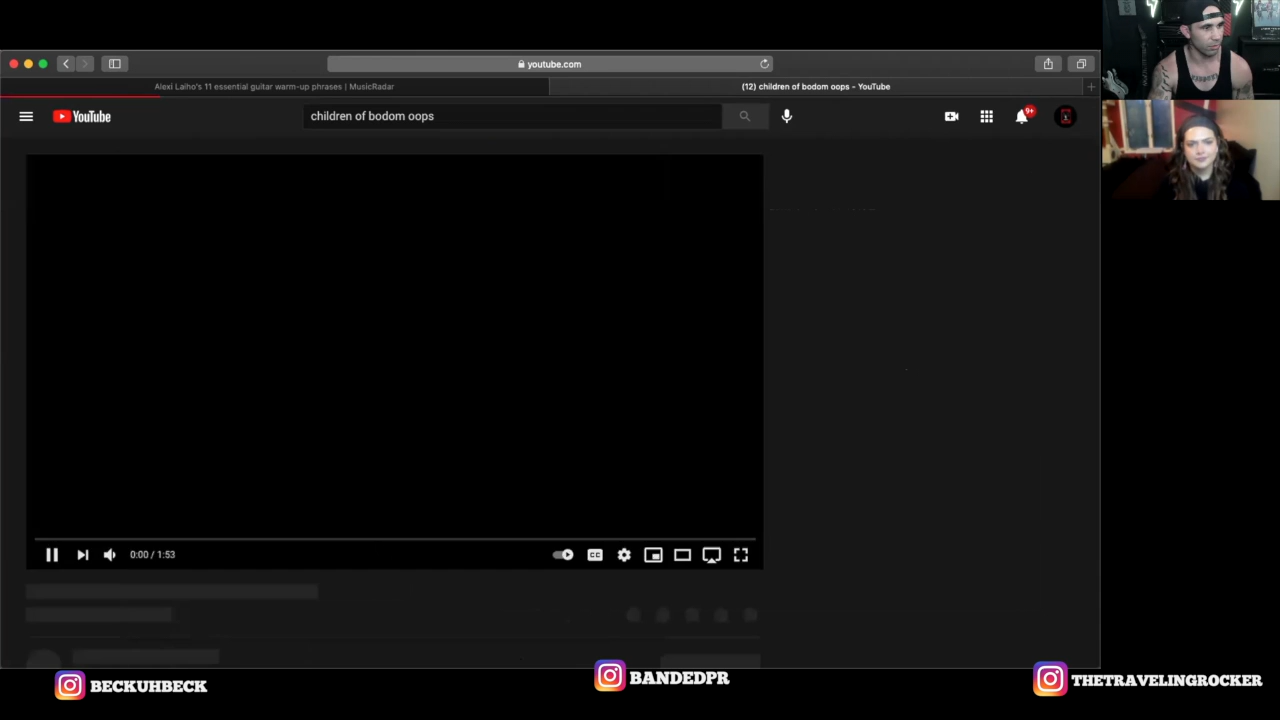 youtube.com
Alexi Laiho's 11 essential guitar warm-up phrases | MusicRadar
(12) children of bodom oops - YouTube
YouTube
children of bodom oops
9+
0:00 / 1:53
CC
BECKUHBECK
BANDEDPR
THETRAVELINGROCKER